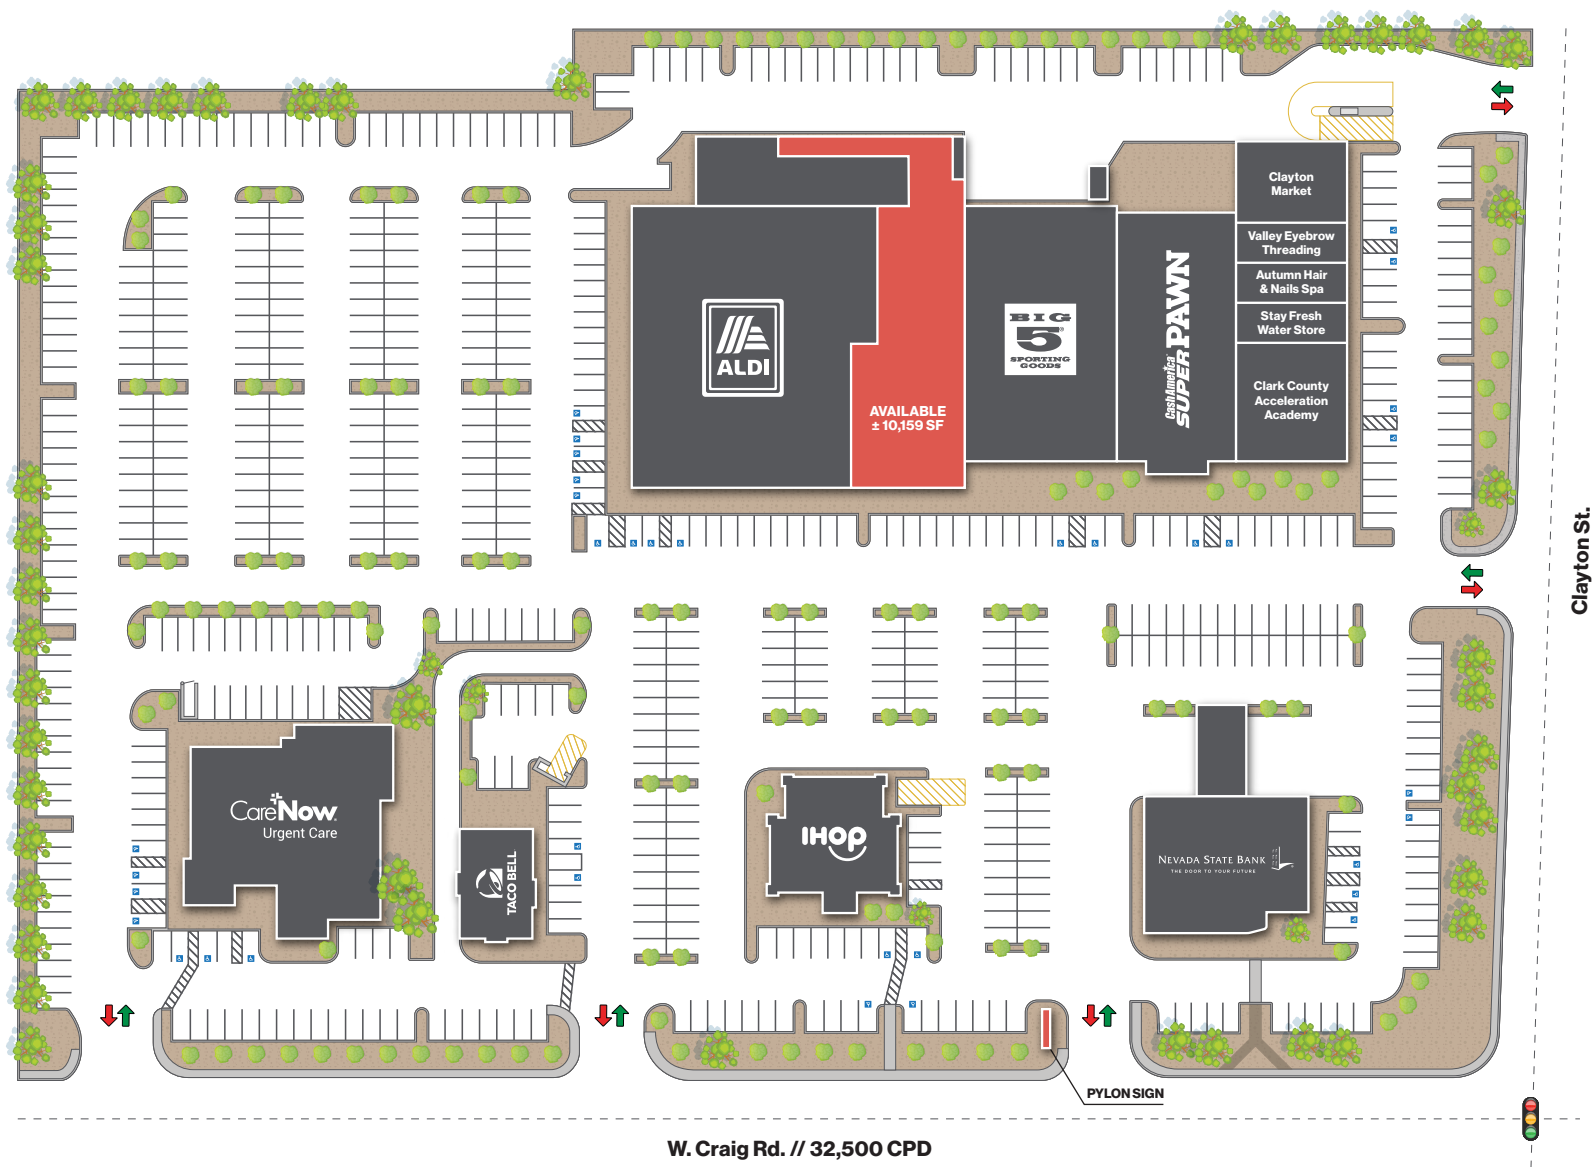 Clayton
Market
Valley Eyebrow
Threading
Autumn Hair
& Nails Spa
Stay Fresh
Water Store
Clark County
Acceleration
Academy
ALDI
AVAILABLE
± 10,159 SF
BIG
5®
SPORTING
GOODS
CashAmerica
SUPERPAWN
Clayton St.
CareNow
Urgent Care
TACO BELL
IHOP
NEVADA STATE BANK
THE DOOR TO YOUR FUTURE
PYLON SIGN
W. Craig Rd. // 32,500 CPD